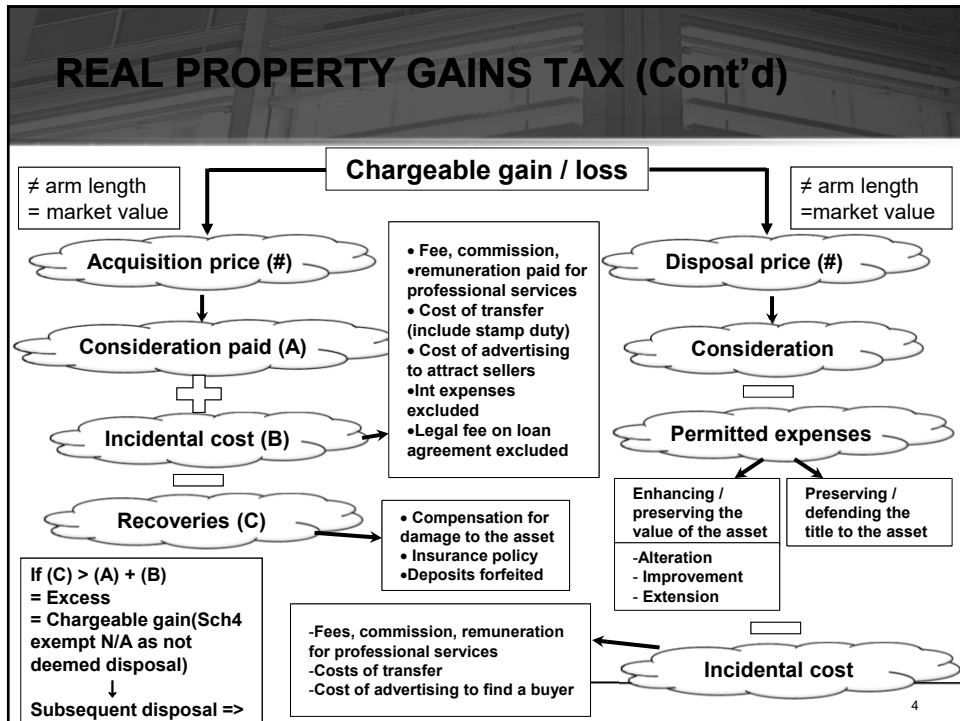 REAL PROPERTY GAINS TAX (Cont'd)
Chargeable gain / loss
≠ arm length
= market value
≠ arm length
=market value
Acquisition price (#)
Consideration paid (A)
Incidental cost (B)
Recoveries (C)
• Fee, commission,
•remuneration paid for
professional services
• Cost of transfer
(include stamp duty)
• Cost of advertising
to attract sellers
•Int expenses
excluded
•Legal fee on loan
agreement excluded
• Compensation for
damage to the asset
• Insurance policy
•Deposits forfeited
If (C) > (A) + (B)
= Excess
= Chargeable gain(Sch4
exempt N/A as not
deemed disposal)
↓
Subsequent disposal =>
Disposal price (#)
Consideration
Permitted expenses
Enhancing /
preserving the
value of the asset
-Alteration
- Improvement
- Extension
Preserving /
defending the
title to the asset
Incidental cost
-Fees, commission, remuneration
for professional services
-Costs of transfer
-Cost of advertising to find a buyer
4